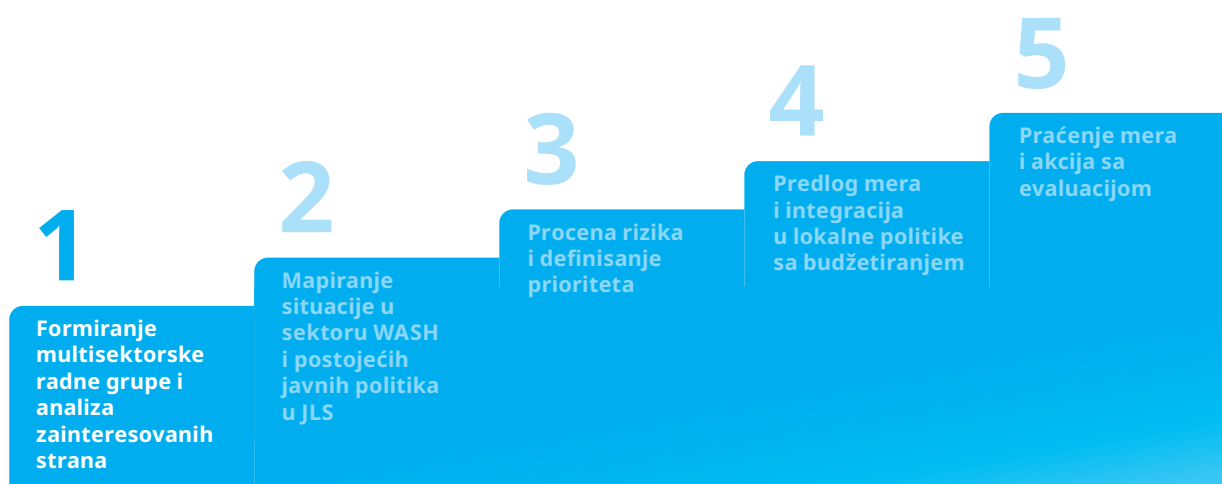 1
Formiranje
multisektorske
radne grupe i
analiza
zainteresovanih
strana
2
Mapiranje
situacije u
sektoru WASH
i postojećih
javnih politika
u JLS
3
Procena rizika
i definisanje
prioriteta
4
Predlog mera
i integracija
u lokalne politike
sa budžetiranjem
5
Praćenje mera
i akcija sa
evaluacijom